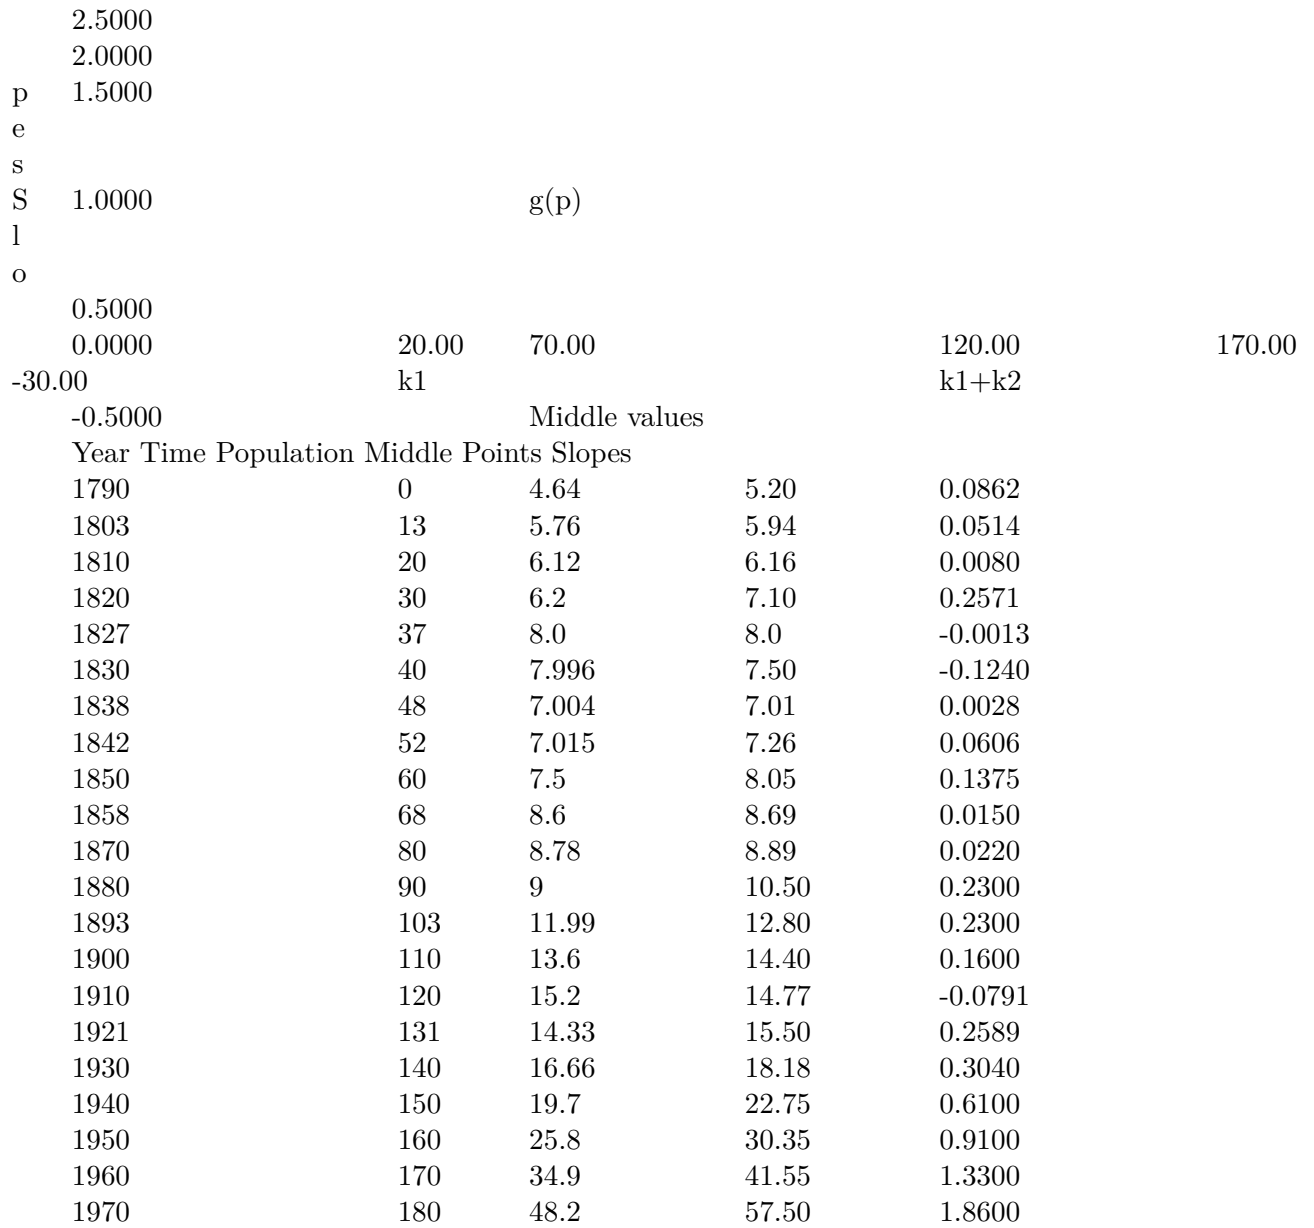 2.5000
2.0000
p 1.5000
e
s
S 1.0000 g(p)
l
o
0.5000
0.0000 20.00 70.00 120.00 170.00
-30.00 k1 k1+k2
-0.5000 Middle values
Year Time Population Middle Points Slopes
1790 0 4.64 5.20 0.0862
1803 13 5.76 5.94 0.0514
1810 20 6.12 6.16 0.0080
1820 30 6.2 7.10 0.2571
1827 37 8.0 8.0 -0.0013
1830 40 7.996 7.50 -0.1240
1838 48 7.004 7.01 0.0028
1842 52 7.015 7.26 0.0606
1850 60 7.5 8.05 0.1375
1858 68 8.6 8.69 0.0150
1870 80 8.78 8.89 0.0220
1880 90 9 10.50 0.2300
1893 103 11.99 12.80 0.2300
1900 110 13.6 14.40 0.1600
1910 120 15.2 14.77 -0.0791
1921 131 14.33 15.50 0.2589
1930 140 16.66 18.18 0.3040
1940 150 19.7 22.75 0.6100
1950 160 25.8 30.35 0.9100
1960 170 34.9 41.55 1.3300
1970 180 48.2 57.50 1.8600